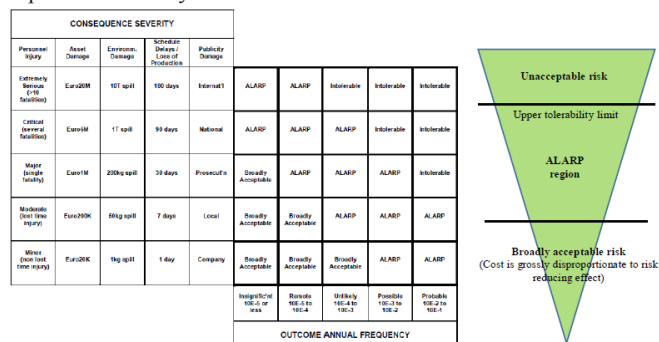 CONSEQUENCE SEVERITY
Personnel Injury
Asset Damage
Environm. Damage
Schedule Delays / Loss of Production
Publicity Damage
Extremely Serious (>10 fatalities)
Euro20M
10T spill
180 days
Internat'l
ALARP
ALARP
Intolerable
Intolerable
Intolerable
Critical (several fatalities)
Euro5M
1T spill
90 days
National
ALARP
ALARP
ALARP
Intolerable
Intolerable
Major (single fatality)
Euro1M
200kg spill
30 days
Prosecut'n
Broadly Acceptable
ALARP
ALARP
ALARP
Intolerable
Moderate (lost time injury)
Euro200K
50kg spill
7 days
Local
Broadly Acceptable
Broadly Acceptable
ALARP
ALARP
ALARP
Minor (non lost time injury)
Euro20K
1kg spill
1 day
Company
Broadly Acceptable
Broadly Acceptable
Broadly Acceptable
ALARP
ALARP
Insignific'nt 10E-5 or less
Remote 10E-5 to 10E-4
Unlikely 10E-4 to 10E-3
Possible 10E-3 to 10E-2
Probable 10E-2 to 10E-1
OUTCOME ANNUAL FREQUENCY
Unacceptable risk
Upper tolerability limit
ALARP
region
Broadly acceptable risk
(Cost is grossly disproportionate to risk
reducing effect)